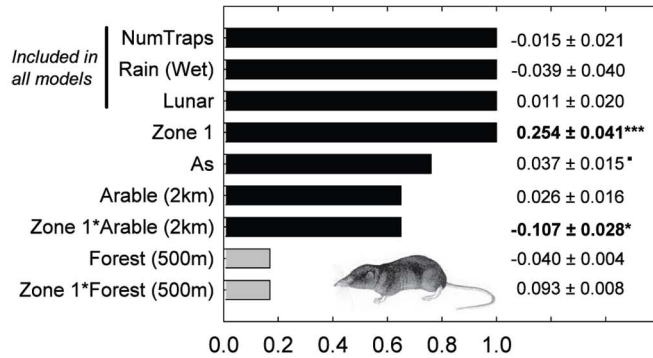 Included in
all models
NumTraps -0.015 ± 0.021
Rain (Wet) -0.039 ± 0.040
Lunar 0.011 ± 0.020
Zone 1 0.254 ± 0.041***
As 0.037 ± 0.015▪
Arable (2km) 0.026 ± 0.016
Zone 1*Arable (2km) -0.107 ± 0.028*
Forest (500m) -0.040 ± 0.004
Zone 1*Forest (500m) 0.093 ± 0.008
0.0 0.2 0.4 0.6 0.8 1.0